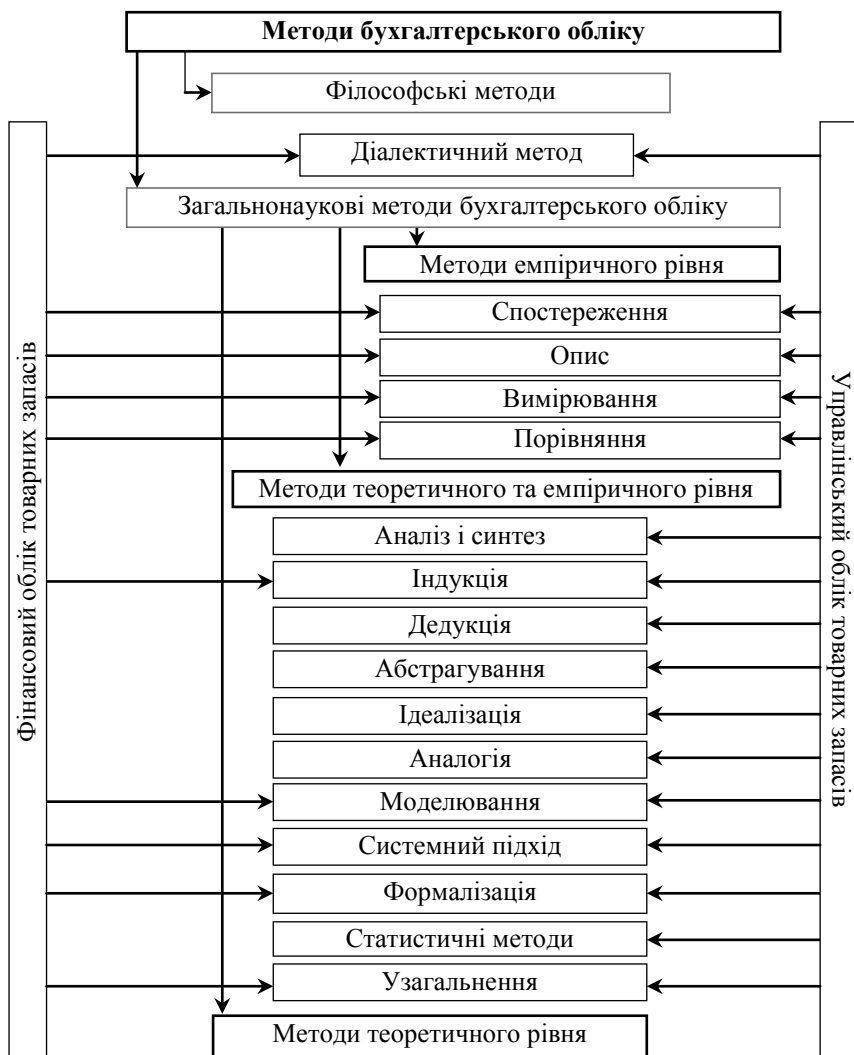 Методи бухгалтерського обліку
Філософські методи
Діалектичний метод
Загальнонаукові методи бухгалтерського обліку
Методи емпіричного рівня
Спостереження
Опис
Вимірювання
Порівняння
Методи теоретичного та емпіричного рівня
Аналіз і синтез
Індукція
Дедукція
Абстрагування
Ідеалізація
Аналогія
Моделювання
Системний підхід
Формалізація
Статистичні методи
Узагальнення
Методи теоретичного рівня
Фінансовий облік товарних запасів
Управлінський облік товарних запасів